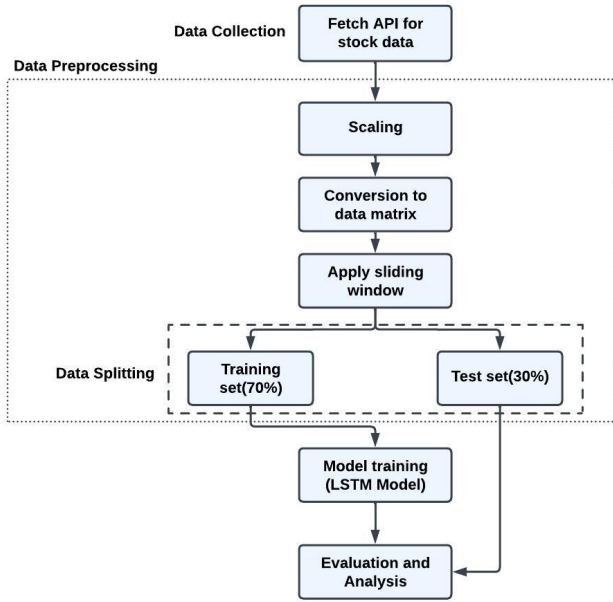 Data Collection
Fetch API for
stock data
Data Preprocessing
Scaling
Conversion to
data matrix
Apply sliding
window
Data Splitting
Training
set(70%)
Test set(30%)
Model training
(LSTM Model)
Evaluation and
Analysis